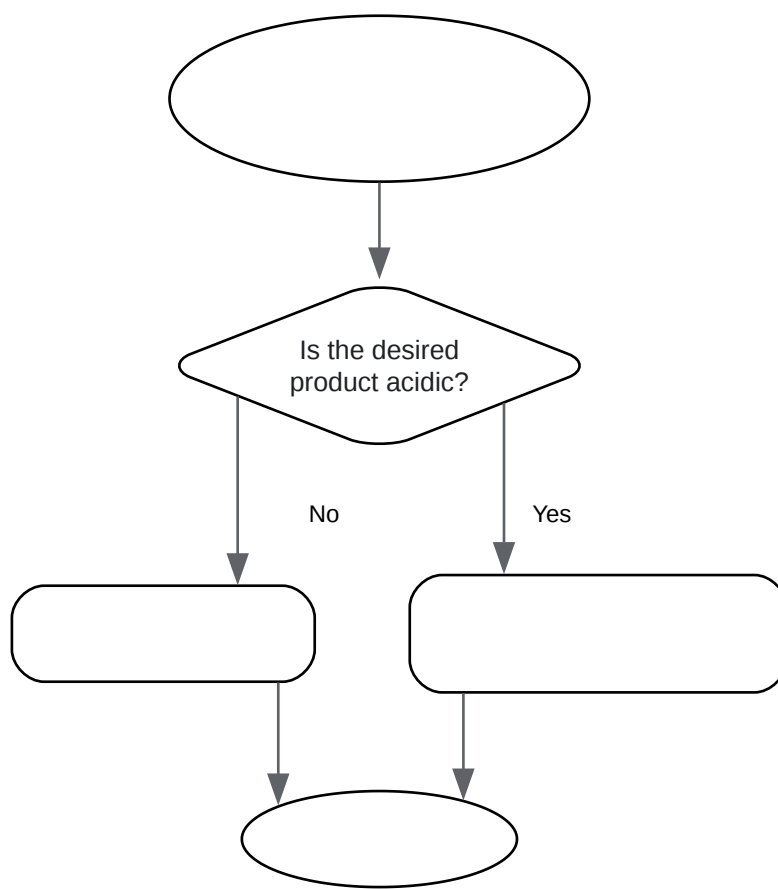 Is the desired
product acidic?
No
Yes